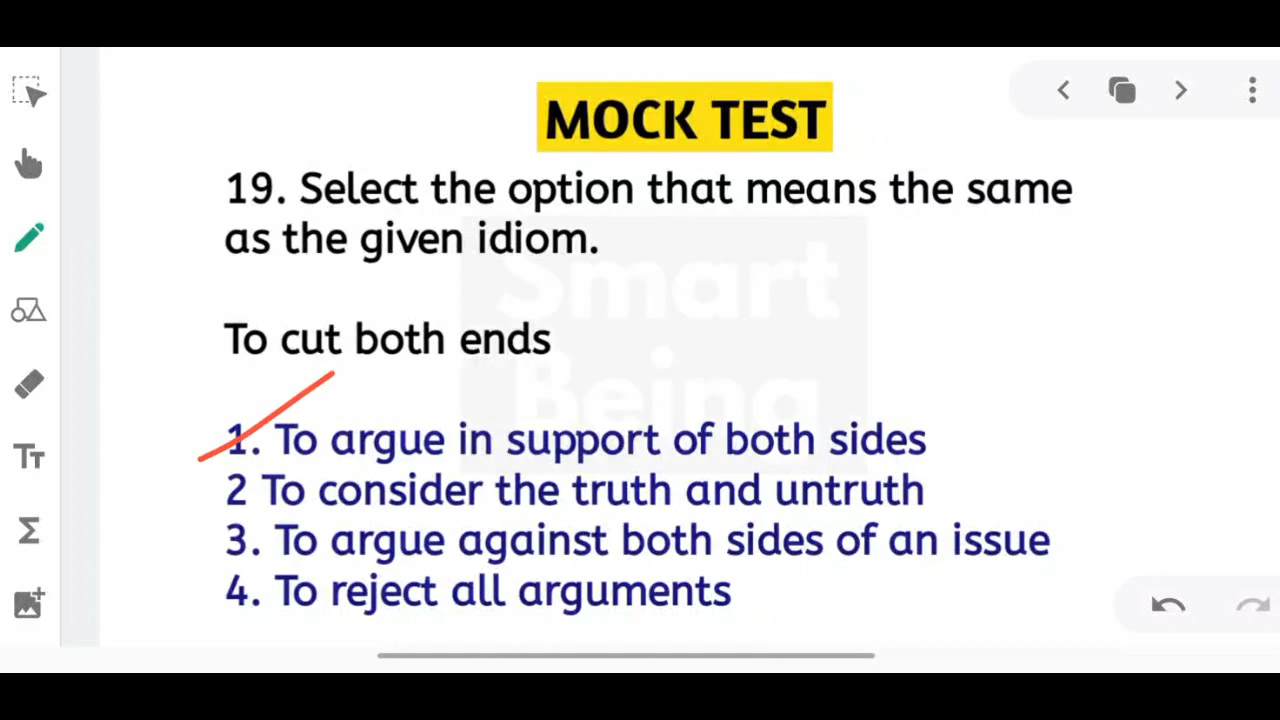 MOCK TEST
19. Select the option that means the same
as the given idiom.
Smart
Being
To cut both ends
1. To argue in support of both sides
2 To consider the truth and untruth
3. To argue against both sides of an issue
4. To reject all arguments